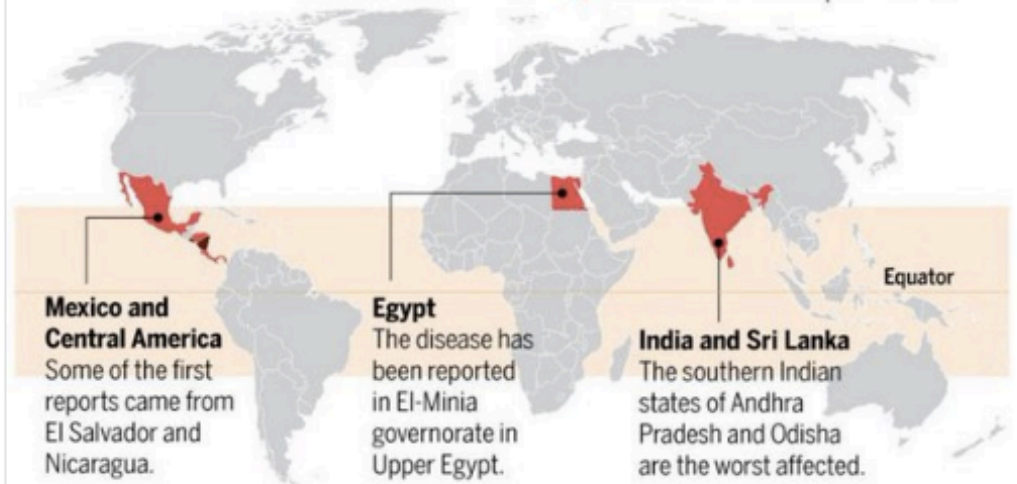 Equator
Mexico and
Central America
Some of the first
reports came from
El Salvador and
Nicaragua.
Egypt
The disease has
been reported
in El-Minia
governorate in
Upper Egypt.
India and Sri Lanka
The southern Indian
states of Andhra
Pradesh and Odisha
are the worst affected.